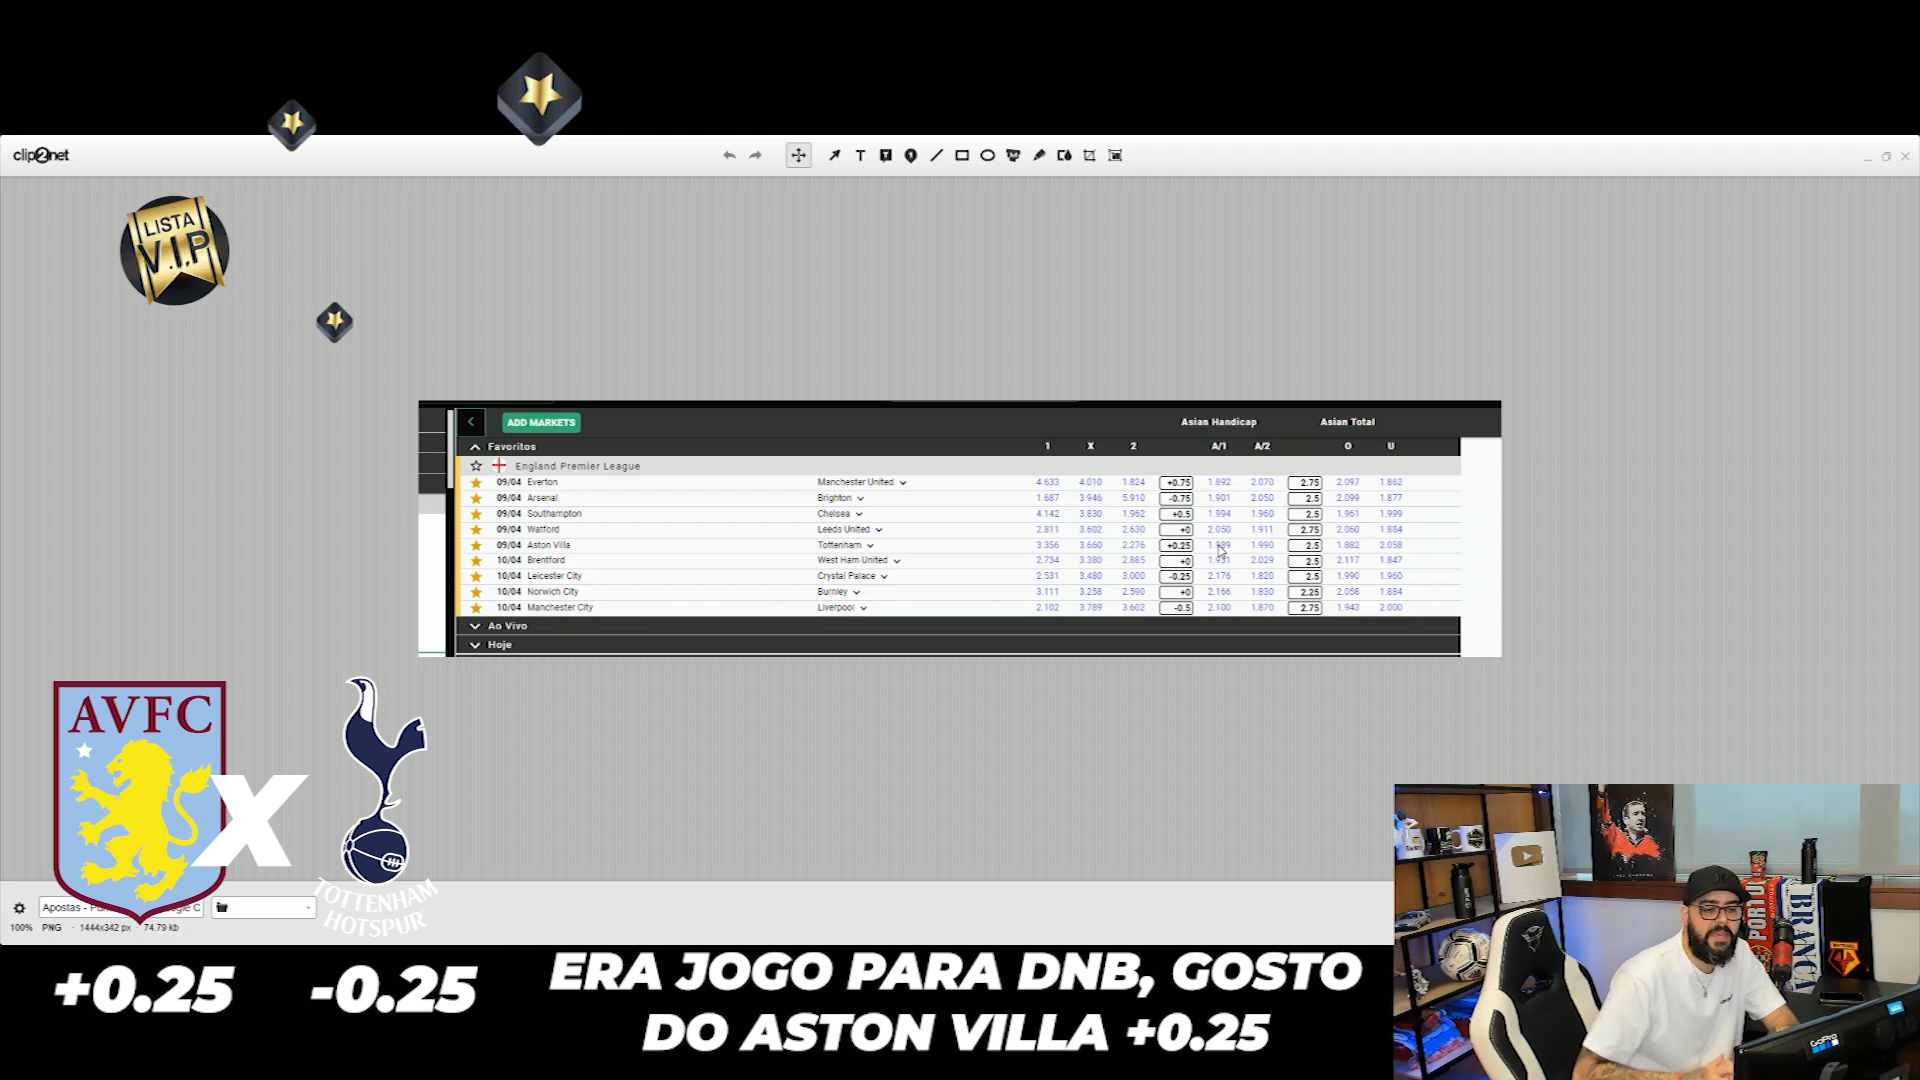 clip2net
LISTA
V.I.P
ADD MARKETS
Asian Handicap Asian Total
Favoritos 1 X 2 A/1 A/2 O U
England Premier League
09/04 Everton Manchester United 4.633 4.010 1.824 +0.75 1.892 2.070 2.75 2.097 1.862
09/04 Arsenal Brighton 1.687 3.946 5.910 -0.75 1.901 2.050 2.5 2.099 1.877
09/04 Southampton Chelsea 4.142 3.830 1.962 +0.5 1.994 1.960 2.5 1.961 1.999
09/04 Watford Leeds United 2.811 3.602 2.630 +0 2.050 1.911 2.75 2.060 1.884
09/04 Aston Villa Tottenham 3.356 3.660 2.276 +0.25 1.990 2.5 1.882 2.058
10/04 Brentford West Ham United 2.734 3.380 2.885 +0 1.931 2.029 2.5 2.117 1.847
10/04 Leicester City Crystal Palace 2.531 3.480 3.000 -0.25 2.176 1.820 2.5 1.990 1.960
10/04 Norwich City Burnley 3.111 3.258 2.590 +0 2.166 1.830 2.25 2.058 1.884
10/04 Manchester City Liverpool 2.102 3.789 3.602 -0.5 2.100 1.870 2.75 1.943 2.000
Ao Vivo
Hoje
AVFC
X
TOTTENHAM
HOTSPUR
Apostas -
100% PNG · 1444x342 px · 74.79 kb
+0.25 -0.25
ERA JOGO PARA DNB, GOSTO
DO ASTON VILLA +0.25
PORTU
BRANCA
GoPro